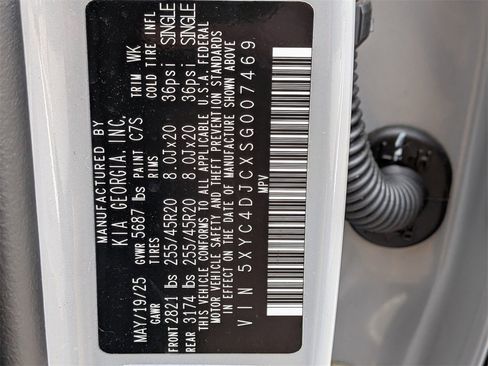 MANUFACTURED BY
KIA GEORGIA, INC.
MAY/19/25 GVWR 5687 lbs PAINT C7S TRIM WK
GAWR TIRES RIMS COLD TIRE INFL
FRONT 2821 lbs 255/45R20 8.0Jx20 36psi SINGLE
REAR 3174 lbs 255/45R20 8.0Jx20 36psi SINGLE
THIS VEHICLE CONFORMS TO ALL APPLICABLE U.S.A. FEDERAL
MOTOR VEHICLE SAFETY AND THEFT PREVENTION STANDARDS
IN EFFECT ON THE DATE OF MANUFACTURE SHOWN ABOVE
VIN 5XYC4DJCXSG007469
MPV